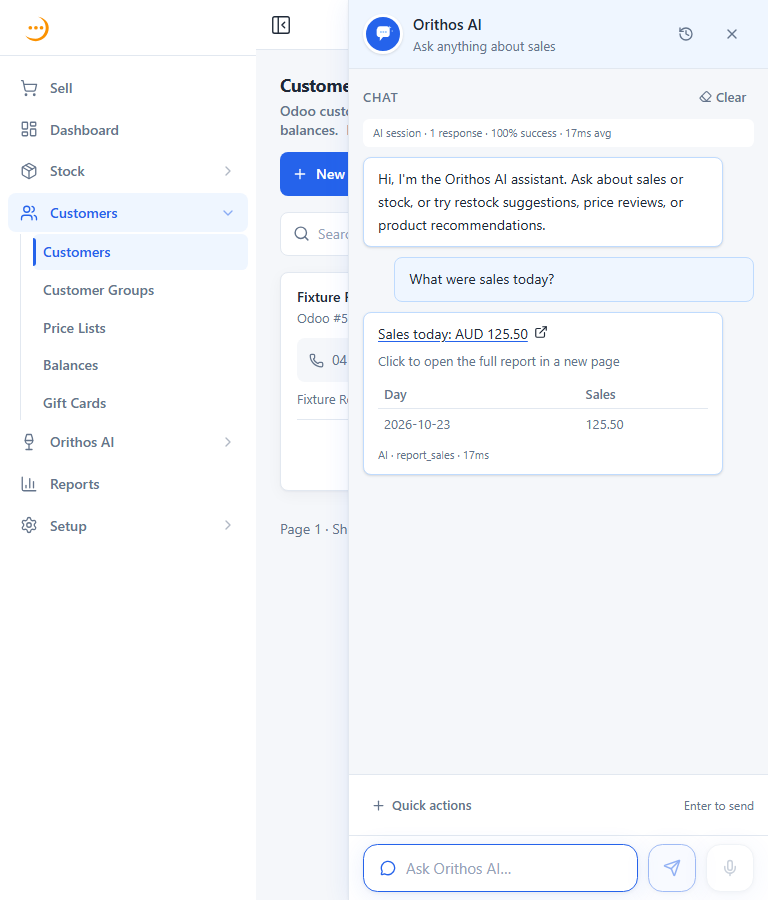 Sell
Dashboard
Stock
Customers
Customers
Customer Groups
Price Lists
Balances
Gift Cards
Orithos AI
Reports
Setup
Custome
Odoo custo
balances.
New
Searc
Fixture R
Odoo #5
04
Fixture Re
Page 1 · Sh
Orithos AI
Ask anything about sales
CHAT
Clear
AI session · 1 response · 100% success · 17ms avg
Hi, I'm the Orithos AI assistant. Ask about sales or
stock, or try restock suggestions, price reviews, or
product recommendations.
What were sales today?
Sales today: AUD 125.50
Click to open the full report in a new page
Day Sales
2026-10-23 125.50
AI · report_sales · 17ms
Quick actions
Enter to send
Ask Orithos AI...